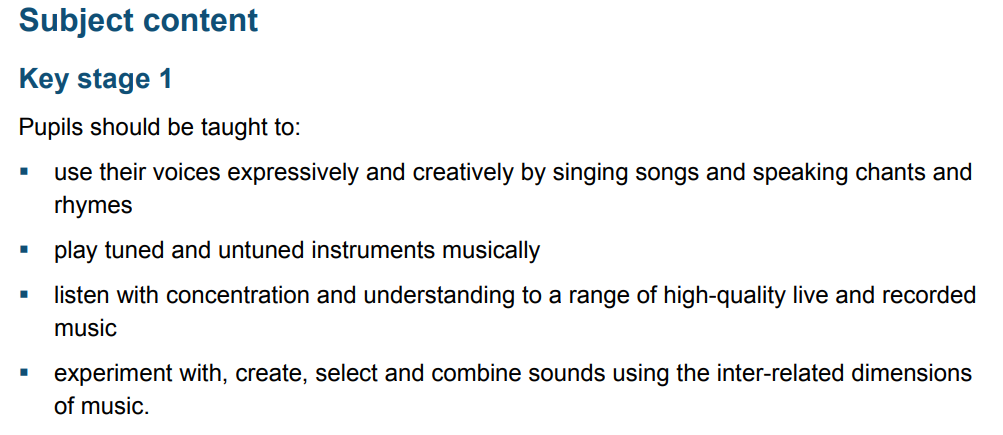 Subject content
Key stage 1
Pupils should be taught to:
▪ use their voices expressively and creatively by singing songs and speaking chants and
rhymes
▪ play tuned and untuned instruments musically
▪ listen with concentration and understanding to a range of high-quality live and recorded
music
▪ experiment with, create, select and combine sounds using the inter-related dimensions
of music.